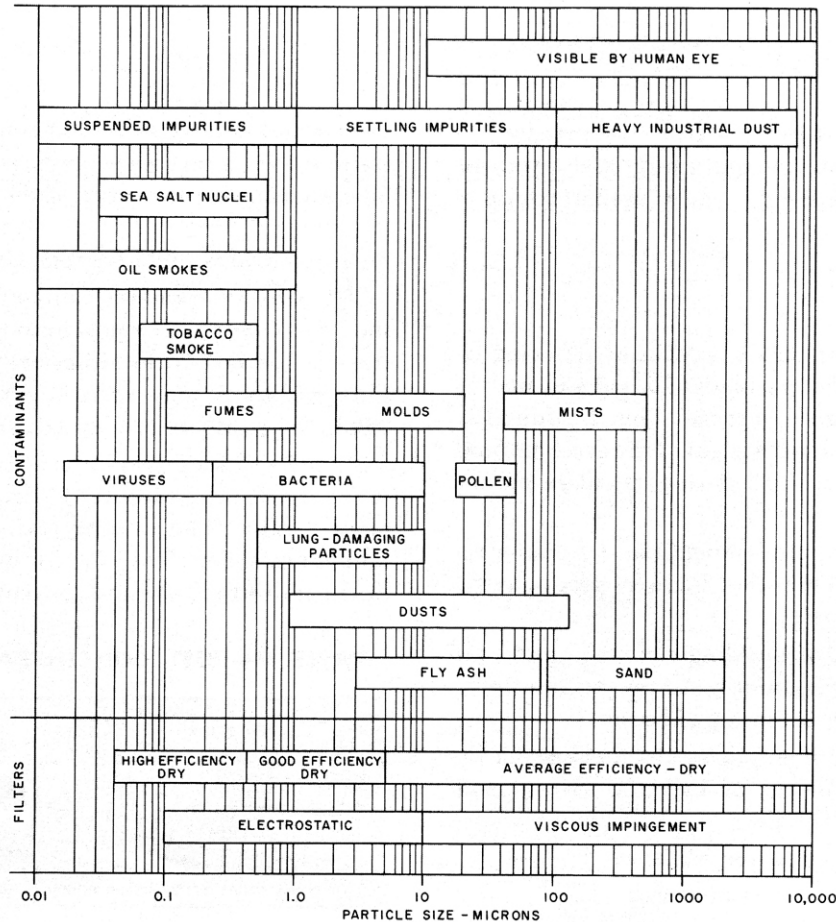 VISIBLE BY HUMAN EYE
SUSPENDED IMPURITIES SETTLING IMPURITIES HEAVY INDUSTRIAL DUST
SEA SALT NUCLEI
OIL SMOKES
TOBACCO
SMOKE
FUMES MOLDS MISTS
VIRUSES BACTERIA POLLEN
LUNG-DAMAGING
PARTICLES
DUSTS
FLY ASH SAND
CONTAMINANTS
HIGH EFFICIENCY
DRY
GOOD EFFICIENCY
DRY
AVERAGE EFFICIENCY - DRY
ELECTROSTATIC VISCOUS IMPINGEMENT
FILTERS
0.01 0.1 1.0 10 100 1000 10,000
PARTICLE SIZE - MICRONS